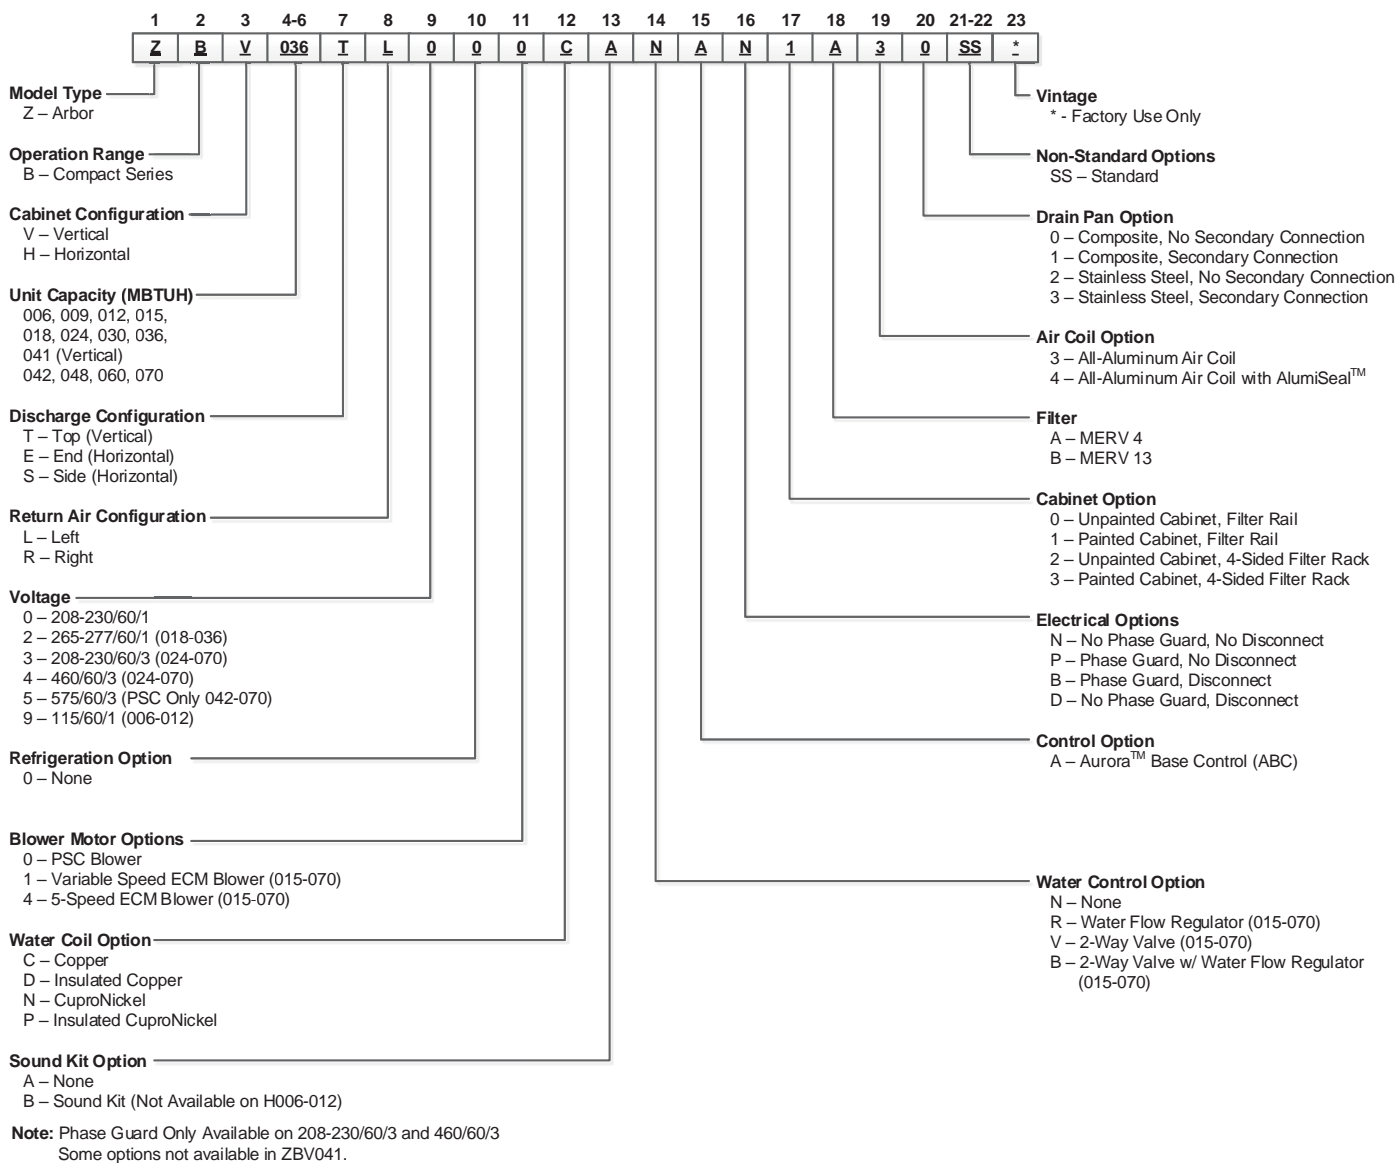 1 2 3 4-6 7 8 9 10 11 12 13 14 15 16 17 18 19 20 21-22 23
Z B V 036 T L 0 0 0 C A N A N 1 A 3 0 SS *
Model Type
Z – Arbor
Operation Range
B – Compact Series
Cabinet Configuration
V – Vertical
H – Horizontal
Unit Capacity (MBTUH)
006, 009, 012, 015,
018, 024, 030, 036,
041 (Vertical)
042, 048, 060, 070
Discharge Configuration
T – Top (Vertical)
E – End (Horizontal)
S – Side (Horizontal)
Return Air Configuration
L – Left
R – Right
Voltage
0 – 208-230/60/1
2 – 265-277/60/1 (018-036)
3 – 208-230/60/3 (024-070)
4 – 460/60/3 (024-070)
5 – 575/60/3 (PSC Only 042-070)
9 – 115/60/1 (006-012)
Refrigeration Option
0 – None
Blower Motor Options
0 – PSC Blower
1 – Variable Speed ECM Blower (015-070)
4 – 5-Speed ECM Blower (015-070)
Water Coil Option
C – Copper
D – Insulated Copper
N – CuproNickel
P – Insulated CuproNickel
Sound Kit Option
A – None
B – Sound Kit (Not Available on H006-012)
Note: Phase Guard Only Available on 208-230/60/3 and 460/60/3
Some options not available in ZBV041.
Vintage
* - Factory Use Only
Non-Standard Options
SS – Standard
Drain Pan Option
0 – Composite, No Secondary Connection
1 – Composite, Secondary Connection
2 – Stainless Steel, No Secondary Connection
3 – Stainless Steel, Secondary Connection
Air Coil Option
3 – All-Aluminum Air Coil
4 – All-Aluminum Air Coil with AlumiSeal™
Filter
A – MERV 4
B – MERV 13
Cabinet Option
0 – Unpainted Cabinet, Filter Rail
1 – Painted Cabinet, Filter Rail
2 – Unpainted Cabinet, 4-Sided Filter Rack
3 – Painted Cabinet, 4-Sided Filter Rack
Electrical Options
N – No Phase Guard, No Disconnect
P – Phase Guard, No Disconnect
B – Phase Guard, Disconnect
D – No Phase Guard, Disconnect
Control Option
A – Aurora™ Base Control (ABC)
Water Control Option
N – None
R – Water Flow Regulator (015-070)
V – 2-Way Valve (015-070)
B – 2-Way Valve w/ Water Flow Regulator
(015-070)